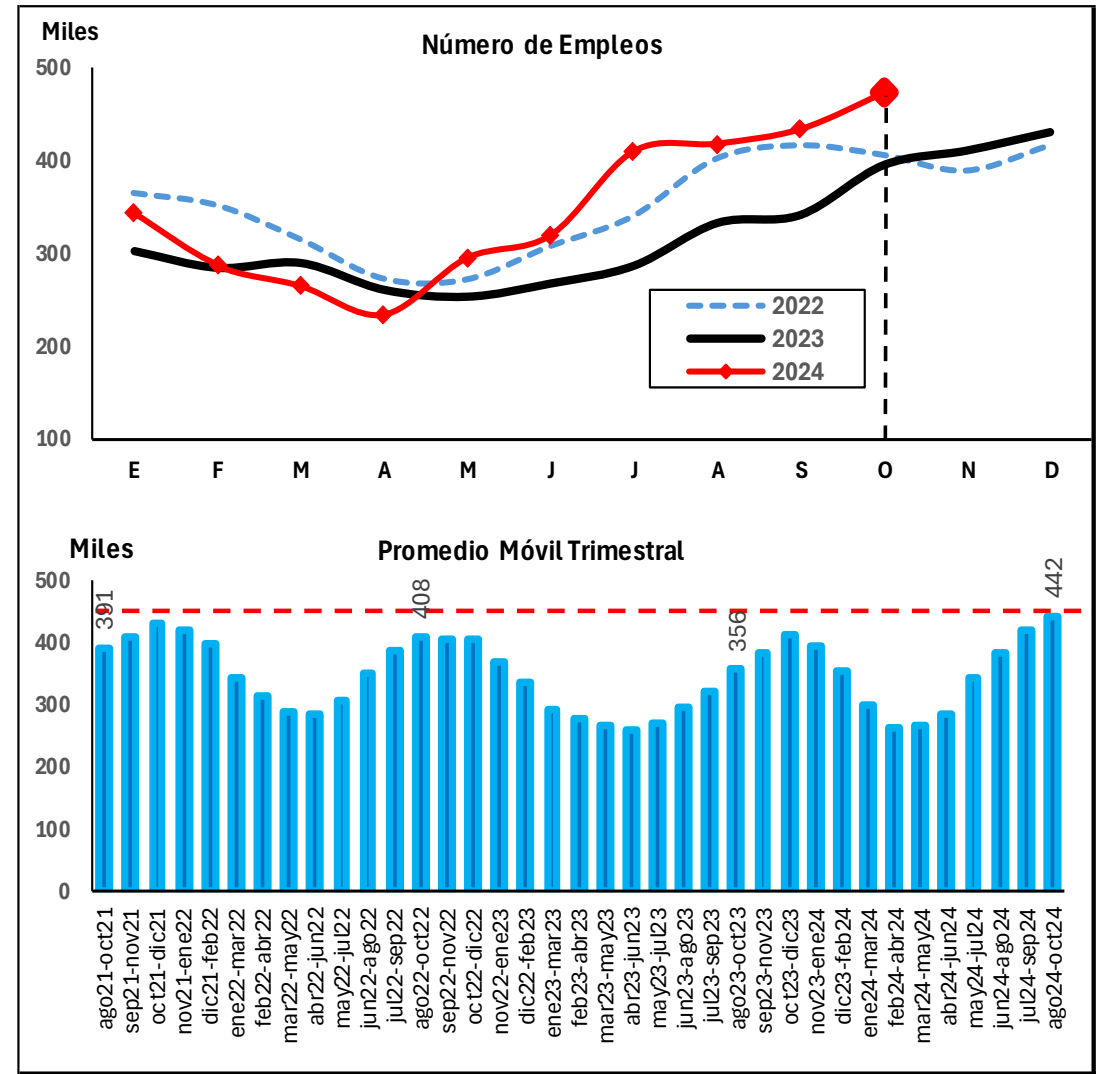 Miles
Número de Empleos
500
400
300
200
100
2022
2023
2024
E F M A M J J A S O N D
Miles
Promedio Móvil Trimestral
500
400
300
200
100
0
391
408
356
442
ago21-oct21
sep21-nov21
oct21-dic21
nov21-ene22
dic21-feb22
ene22-mar22
feb22-abr22
mar22-may22
abr22-jun22
may22-jul22
jun22-ago22
jul22-sep22
ago22-oct22
sep22-nov22
oct22-dic22
nov22-ene23
dic22-feb23
ene23-mar23
feb23-abr23
mar23-may23
abr23-jun23
may23-jul23
jun23-ago23
jul23-sep23
ago23-oct23
sep23-nov23
oct23-dic23
nov23-ene24
dic23-feb24
ene24-mar24
feb24-abr24
mar24-may24
abr24-jun24
may24-jul24
jun24-ago24
jul24-sep24
ago24-oct24